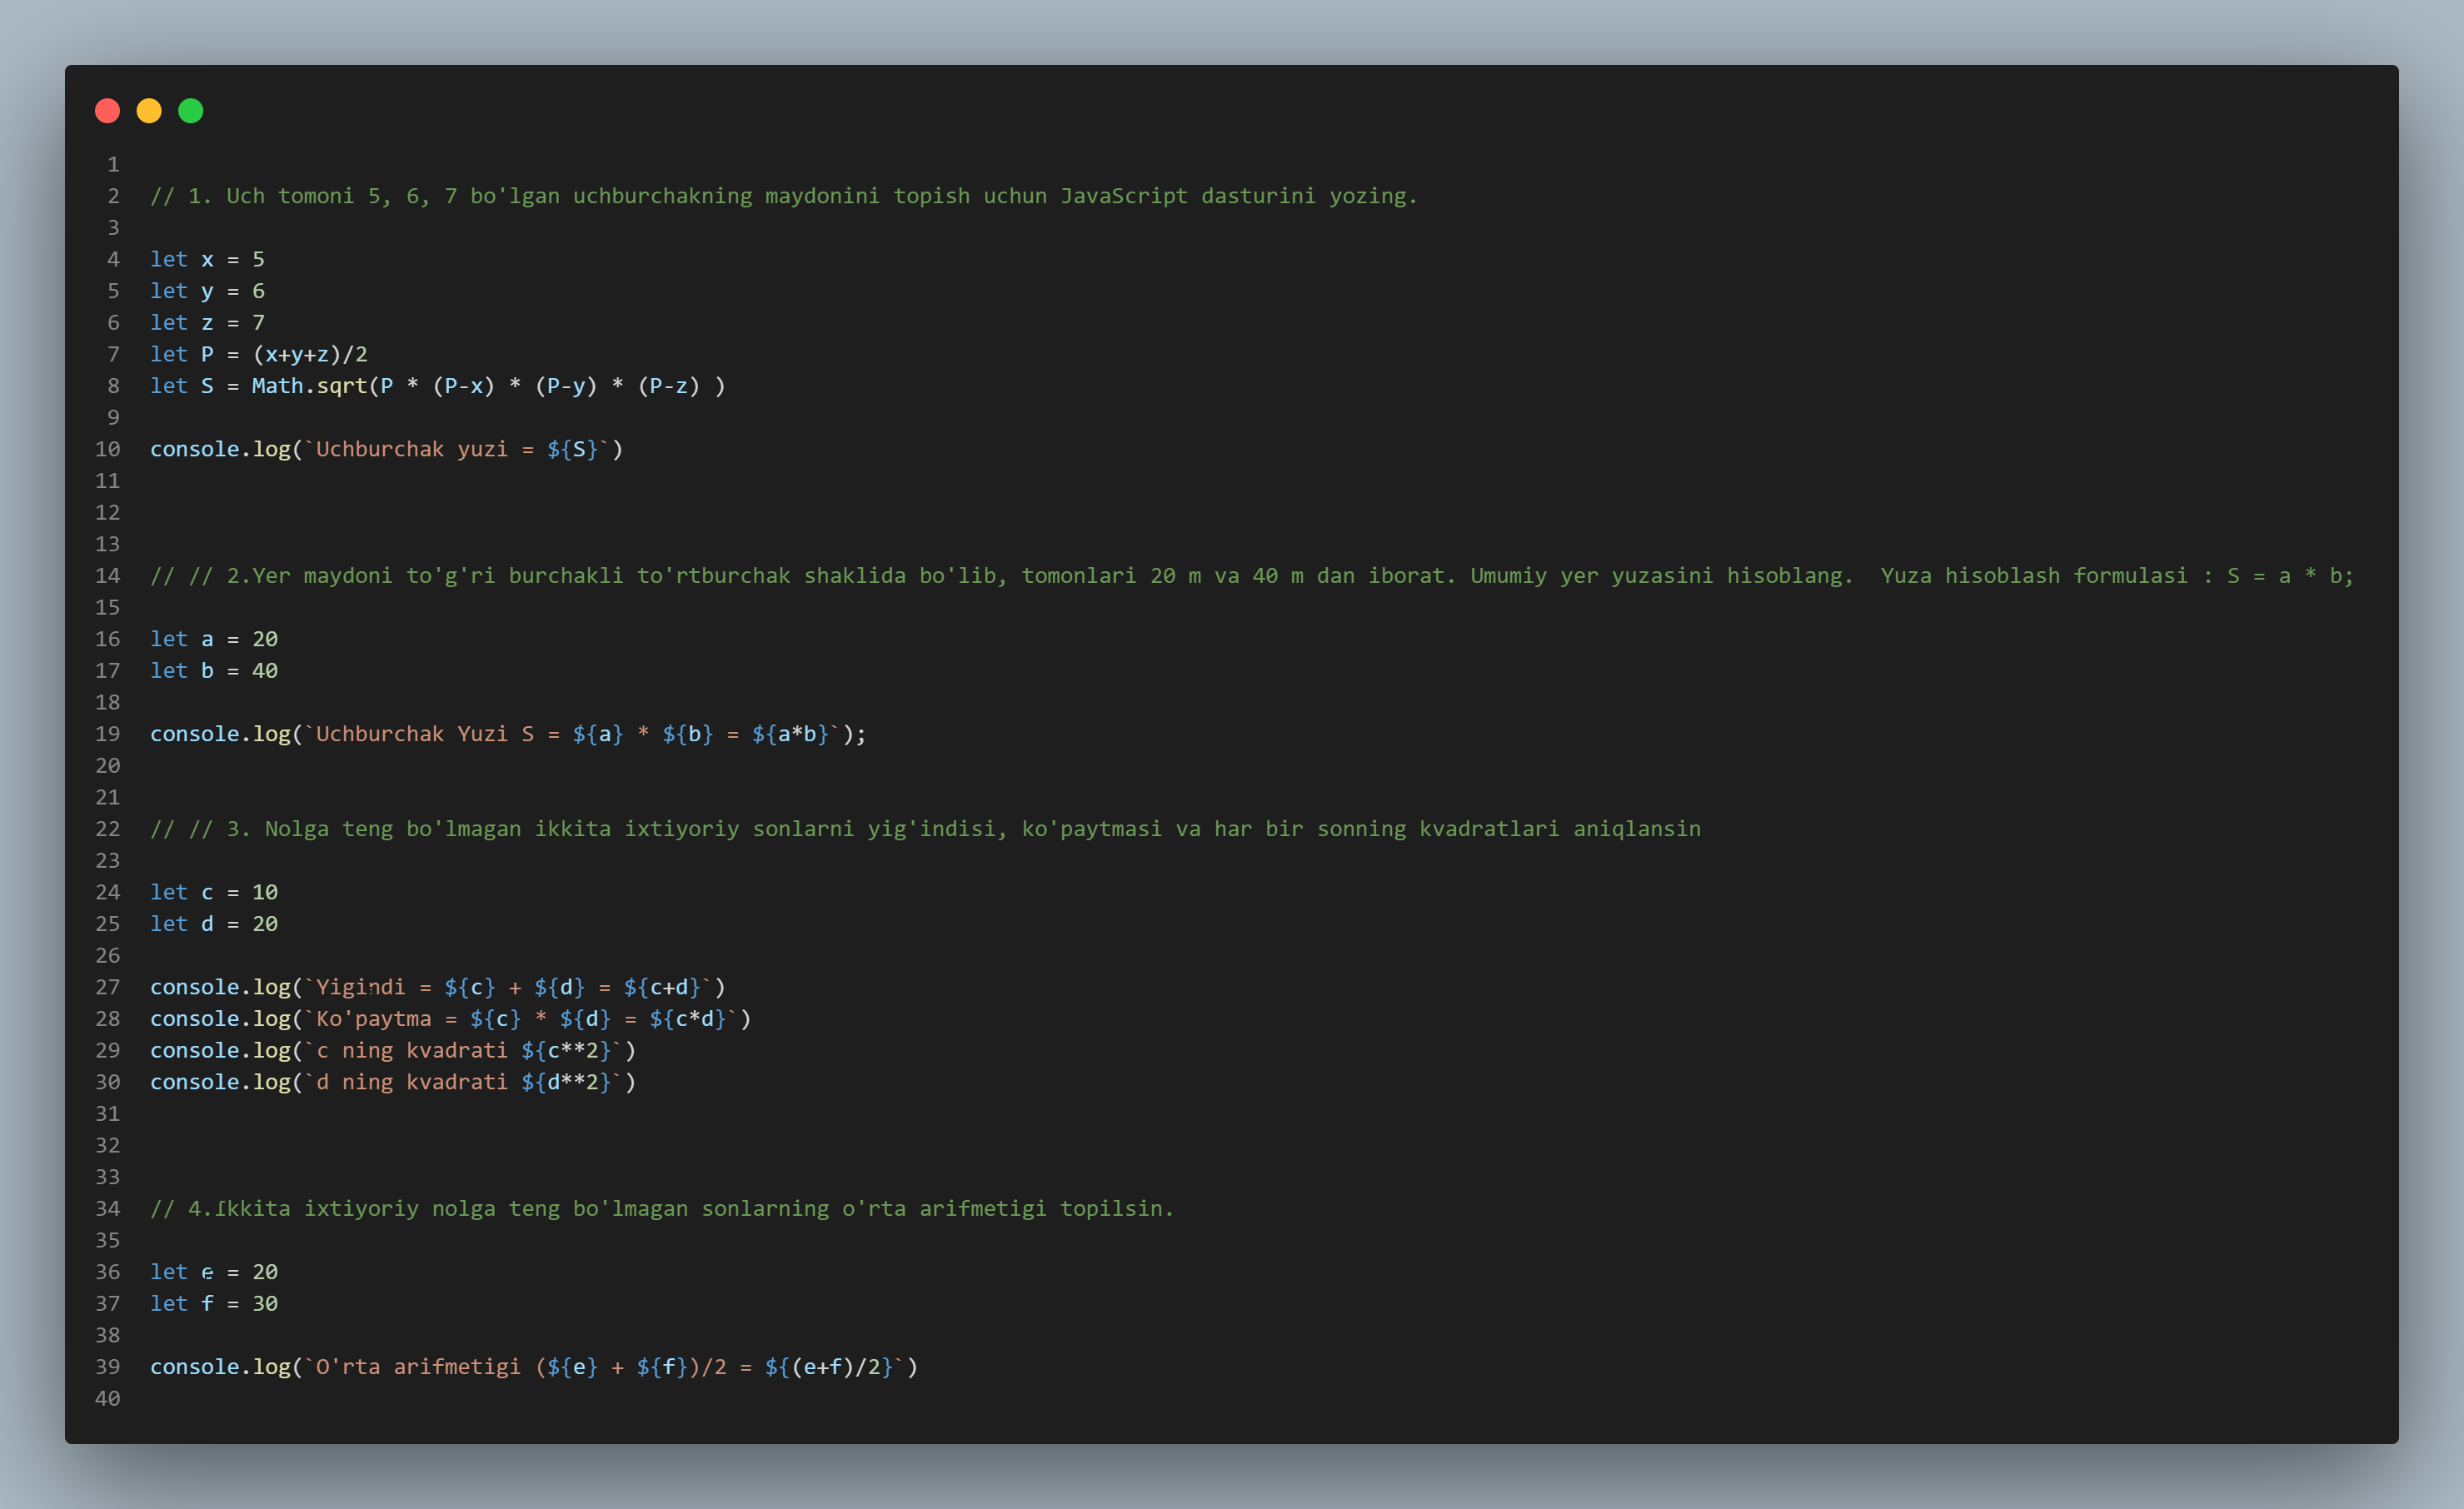 1
2 // 1. Uch tomoni 5, 6, 7 bo'lgan uchburchakning maydonini topish uchun JavaScript dasturini yozing.
3
4 let x = 5
5 let y = 6
6 let z = 7
7 let P = (x+y+z)/2
8 let S = Math.sqrt(P * (P-x) * (P-y) * (P-z) )
9
10 console.log(`Uchburchak yuzi = ${S}`)
11
12
13
14 // // 2.Yer maydoni to'g'ri burchakli to'rtburchak shaklida bo'lib, tomonlari 20 m va 40 m dan iborat. Umumiy yer yuzasini hisoblang.  Yuza hisoblash formulasi : S = a * b;
15
16 let a = 20
17 let b = 40
18
19 console.log(`Uchburchak Yuzi S = ${a} * ${b} = ${a*b}`);
20
21
22 // // 3. Nolga teng bo'lmagan ikkita ixtiyoriy sonlarni yig'indisi, ko'paytmasi va har bir sonning kvadratlari aniqlansin
23
24 let c = 10
25 let d = 20
26
27 console.log(`Yigindi = ${c} + ${d} = ${c+d}`)
28 console.log(`Ko'paytma = ${c} * ${d} = ${c*d}`)
29 console.log(`c ning kvadrati ${c**2}`)
30 console.log(`d ning kvadrati ${d**2}`)
31
32
33
34 // 4.Ikkita ixtiyoriy nolga teng bo'lmagan sonlarning o'rta arifmetigi topilsin.
35
36 let e = 20
37 let f = 30
38
39 console.log(`O'rta arifmetigi (${e} + ${f})/2 = ${(e+f)/2}`)
40